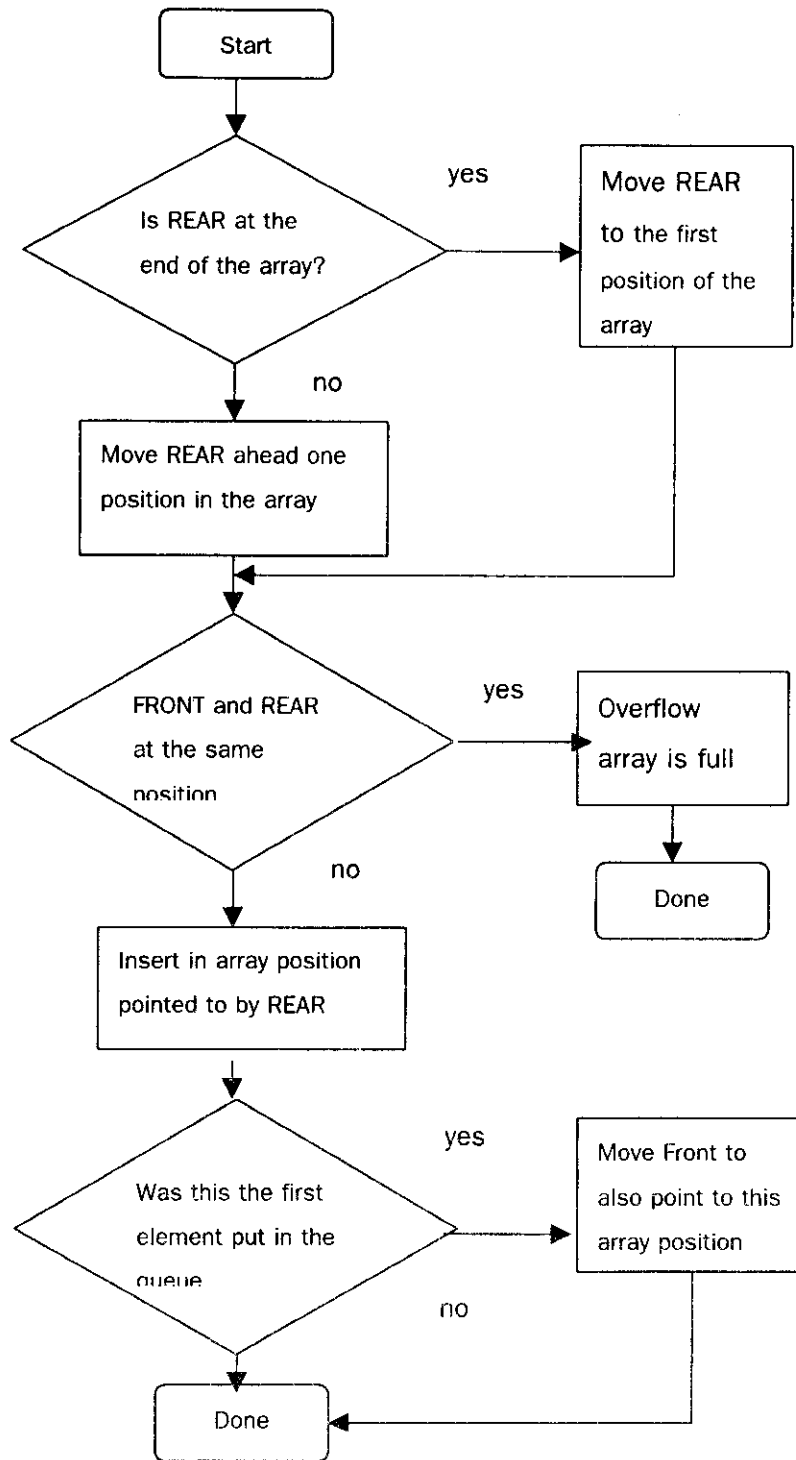 Start
yes
Is REAR at the
end of the array?
Move REAR
to the first
position of the
array
no
Move REAR ahead one
position in the array
yes
FRONT and REAR
at the same
position
Overflow
array is full
no
Done
Insert in array position
pointed to by REAR
yes
Was this the first
element put in the
queue
Move Front to
also point to this
array position
no
Done